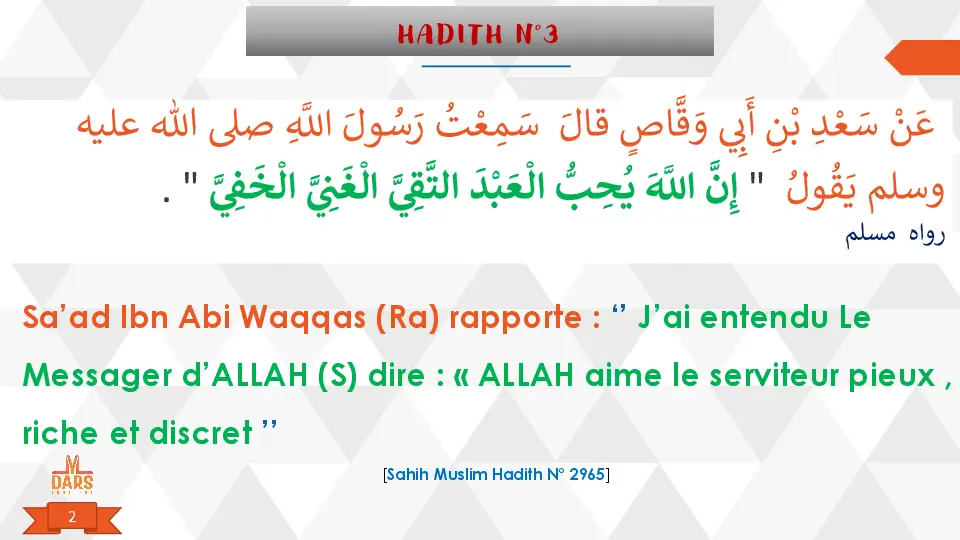 HADITH N°3
عَنْ سَعْدِ بْنِ أَبِي وَقَّاصٍ قالَ سَمِعْتُ رَسُولَ اللَّهِ صلى الله عليه
وسلم يَقُولُ " إِنَّ اللَّهَ يُحِبُّ الْعَبْدَ التَّقِيَّ الْغَنِيَّ الْخَفِيَّ " .
رواه مسلم
Sa’ad Ibn Abi Waqqas (Ra) rapporte : ‘’ J’ai entendu Le
Messager d’ALLAH (S) dire : « ALLAH aime le serviteur pieux ,
riche et discret ’’
[Sahih Muslim Hadith N° 2965]
M
DARS
2